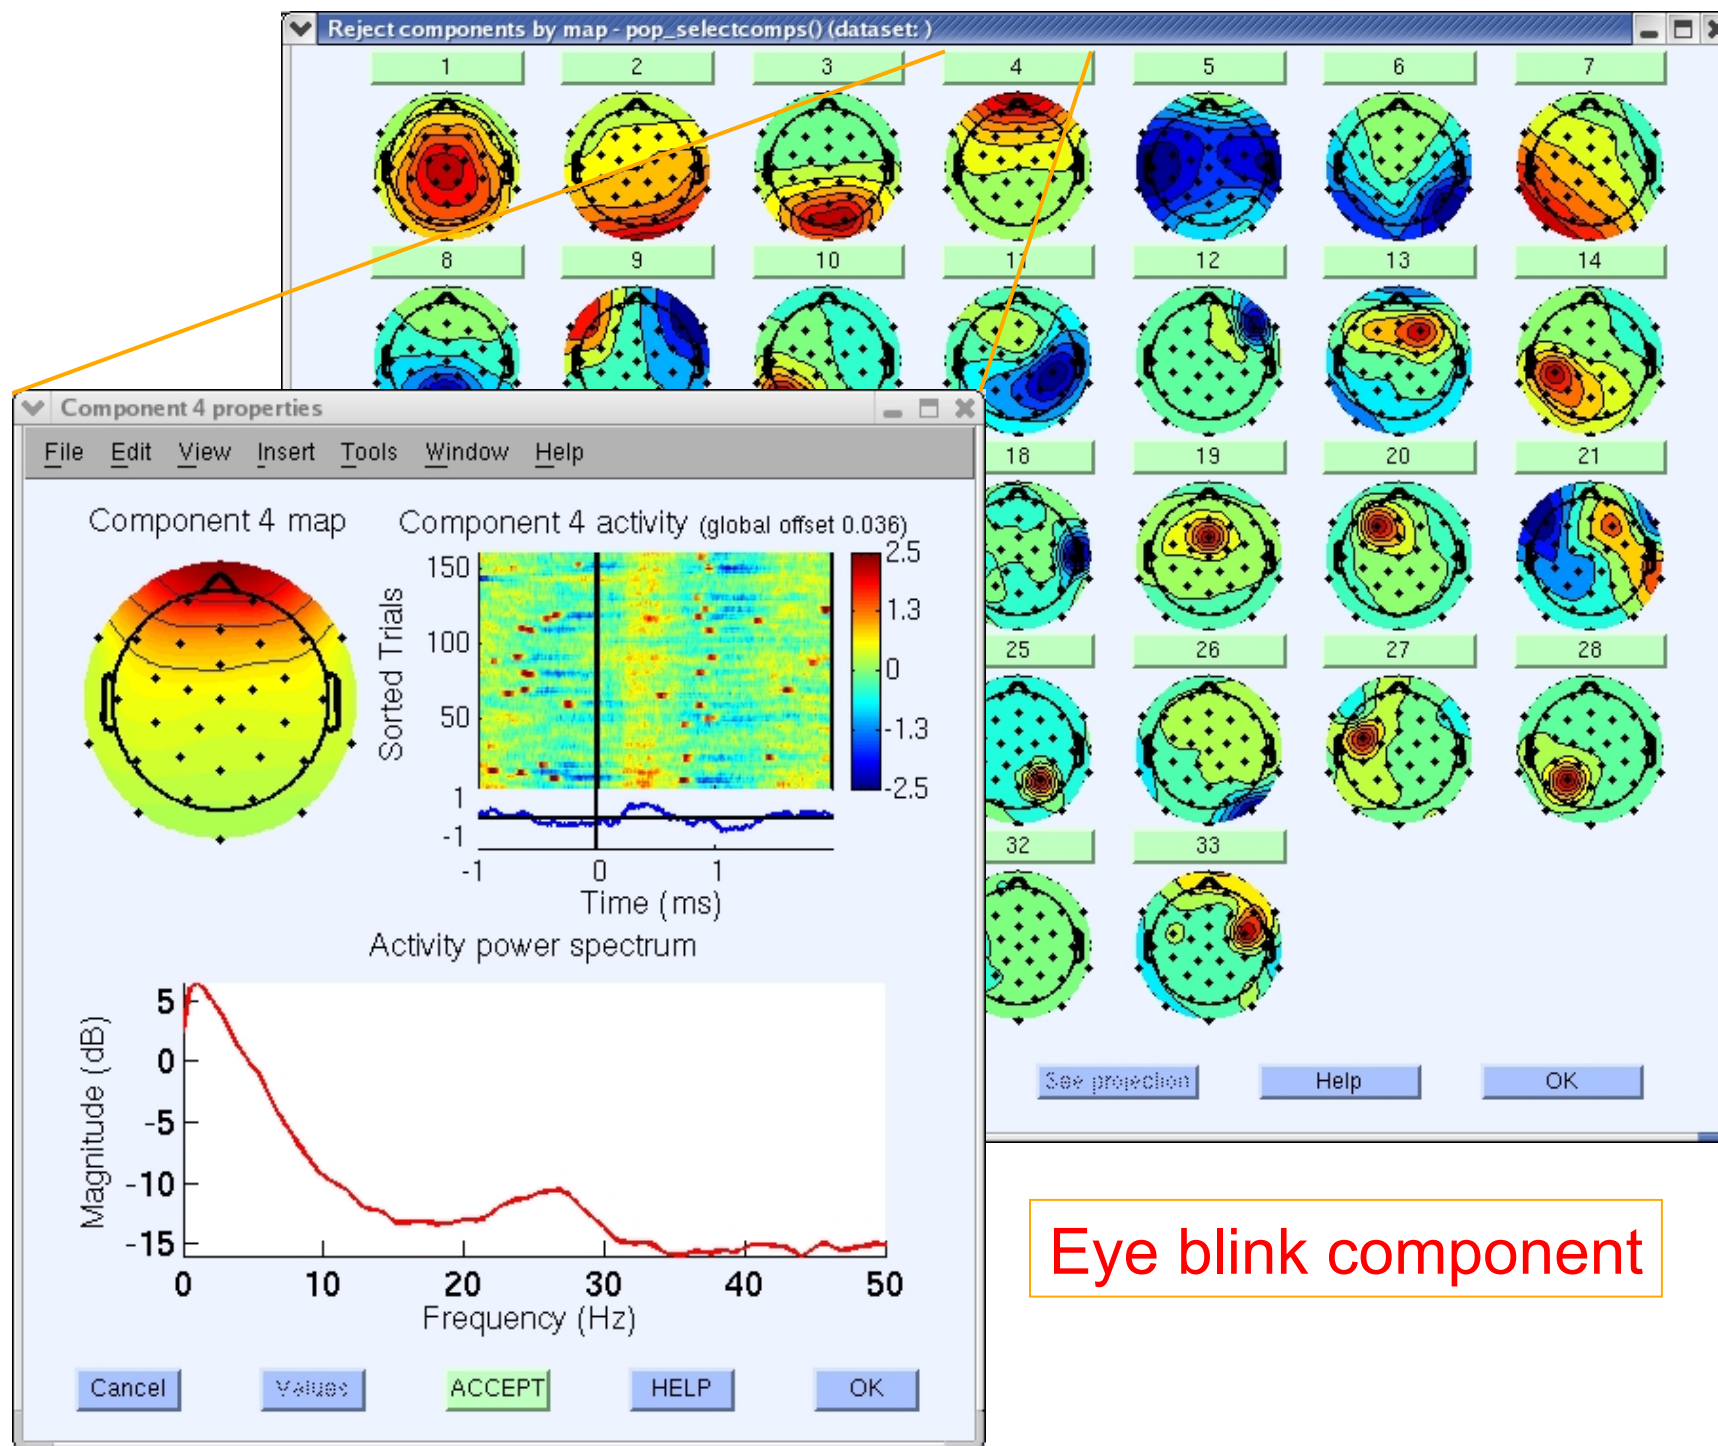 Reject components by map - pop_selectcomps() (dataset: )
1 2 3 4 5 6 7
8 9 10 11 12 13 14
18 19 20 21
25 26 27 28
32 33
See projection Help OK
Component 4 properties
File Edit View Insert Tools Window Help
Component 4 map
Component 4 activity (global offset 0.036)
Sorted Trials
150
100
50
2.5
1.3
0
-1.3
-2.5
1
-1
-1 0 1
Time (ms)
Activity power spectrum
Magnitude (dB)
5
0
-5
-10
-15
0 10 20 30 40 50
Frequency (Hz)
Cancel Values ACCEPT HELP OK
Eye blink component